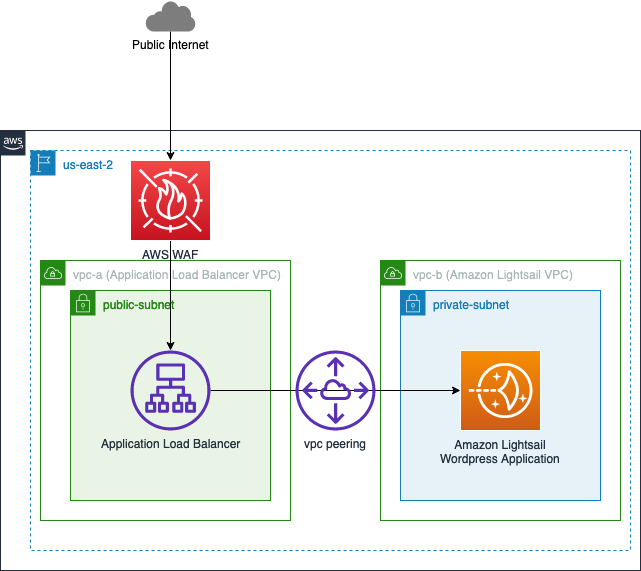 Public Internet
aws
us-east-2
AWS WAF
vpc-a (Application Load Balancer VPC)
vpc-b (Amazon Lightsail VPC)
public-subnet
private-subnet
Application Load Balancer
vpc peering
Amazon Lightsail
Wordpress Application